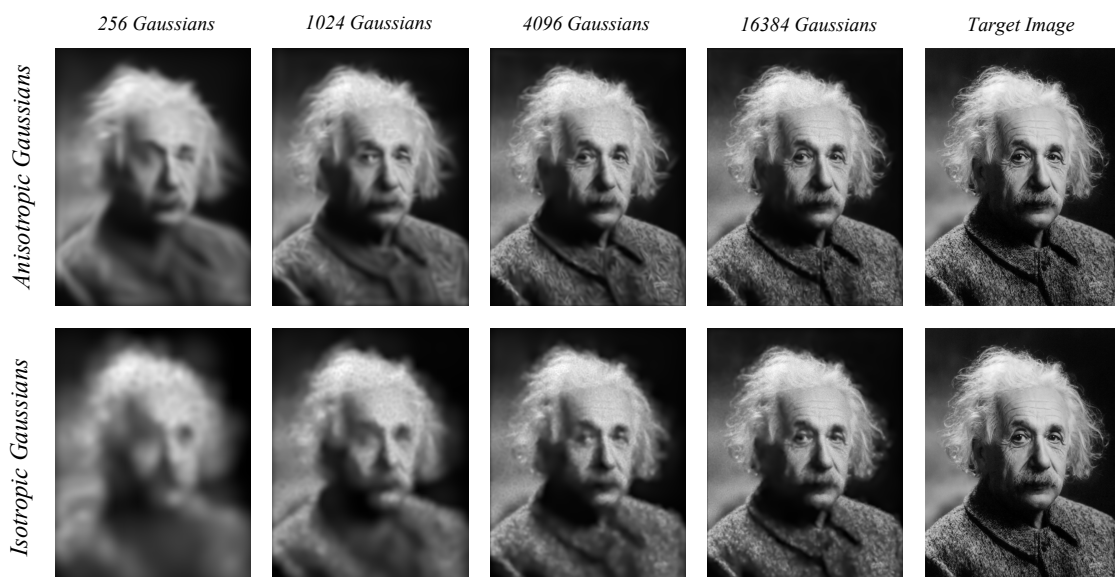 256 Gaussians
1024 Gaussians
4096 Gaussians
16384 Gaussians
Target Image
Anisotropic Gaussians
Isotropic Gaussians